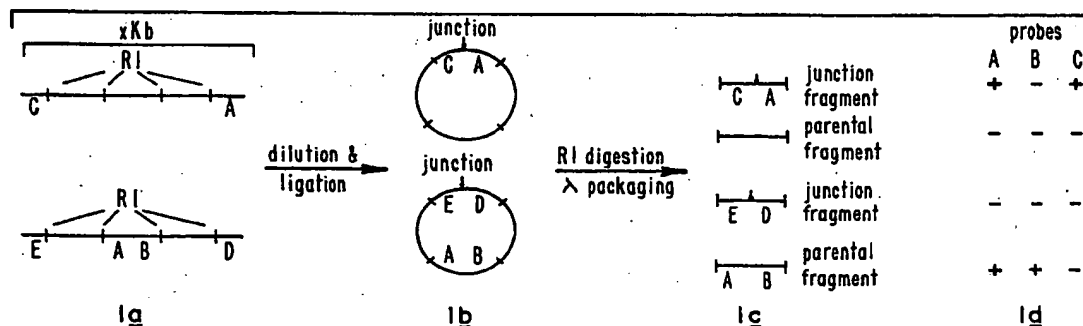 xKb
RI
C A
RI
E A B D
1a
dilution &
ligation
junction
C A
junction
E D
A B
1b
RI digestion
λ packaging
C A
junction
fragment
parental
fragment
E D
junction
fragment
A B
parental
fragment
1c
probes
A B C
+ - +
- - -
- - -
+ + -
1d